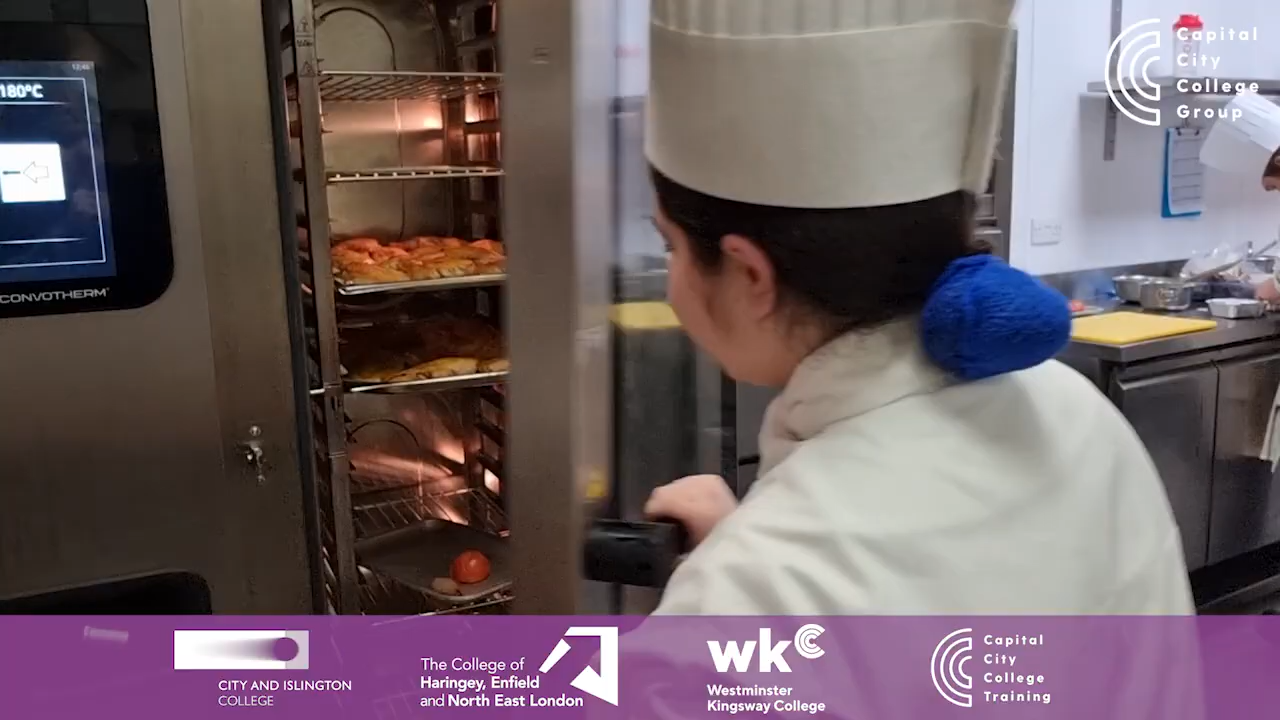 180°C
CONVOTHERM
Capital
City
College
Group
CITY AND ISLINGTON
COLLEGE
The College of
Haringey, Enfield
and North East London
wkc
Westminster
Kingsway College
Capital
City
College
Training